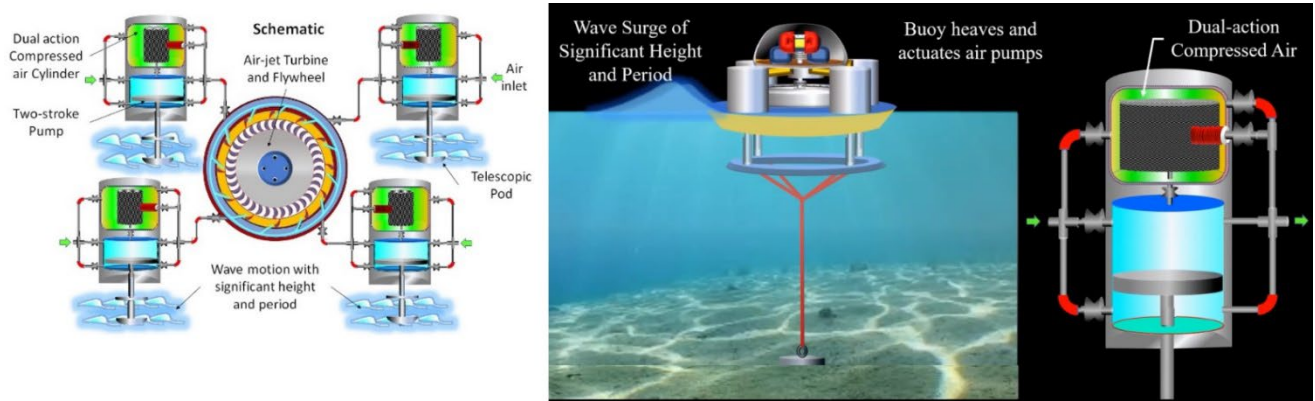 Schematic
Dual action
Compressed
air Cylinder
Air-jet Turbine
and Flywheel
Air
inlet
Two-stroke
Pump
Telescopic
Pod
Wave motion with
significant height
and period
Wave Surge of
Significant Height
and Period
Buoy heaves and
actuates air pumps
Dual-action
Compressed Air